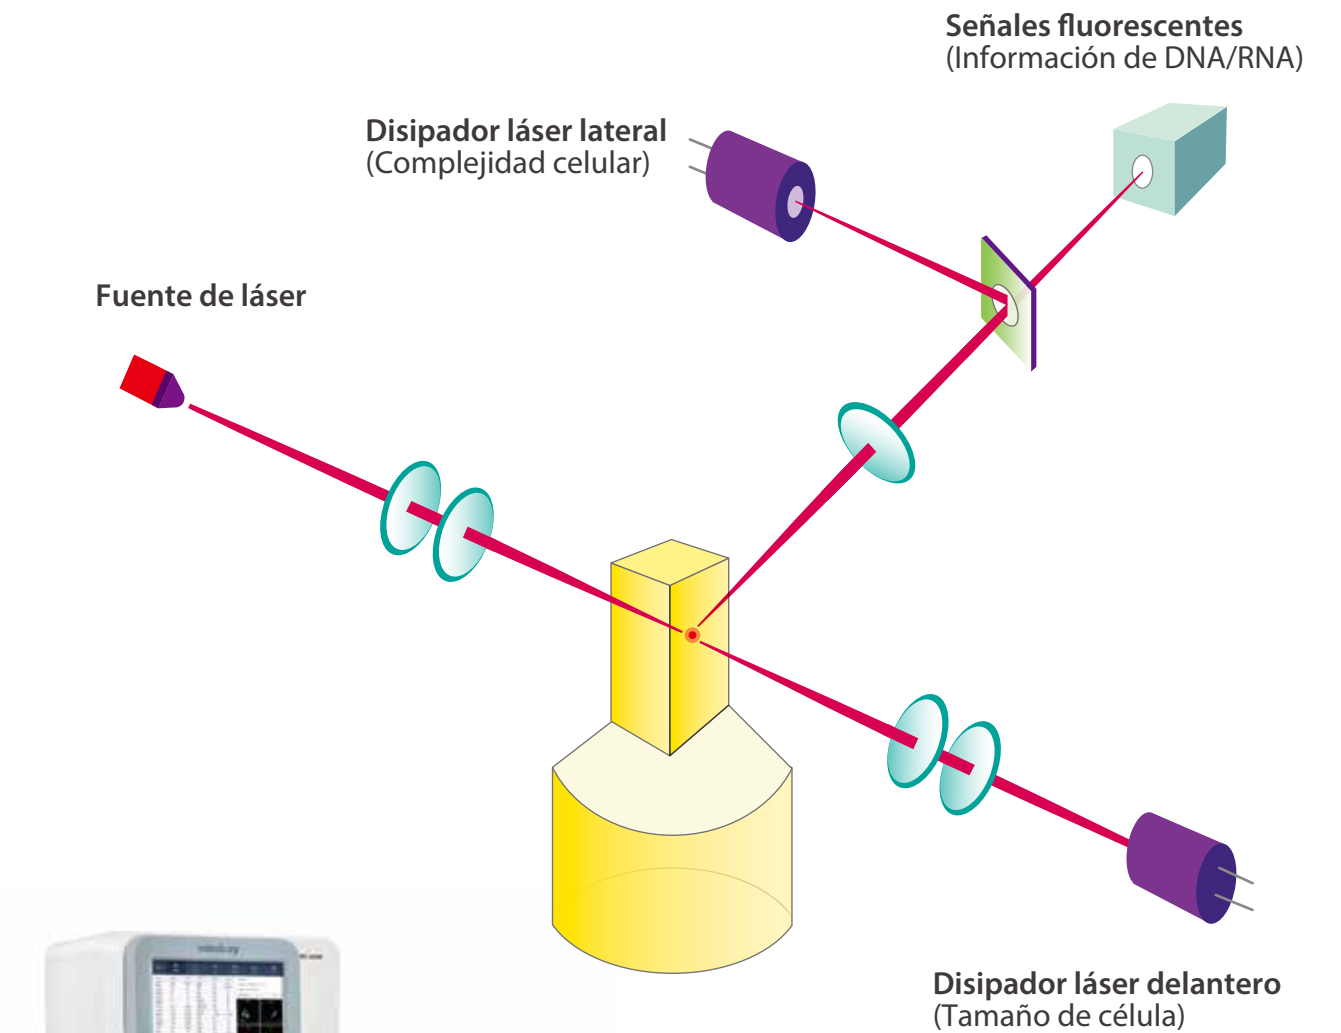 Señales fluorescentes
(Información de DNA/RNA)
Disipador láser lateral
(Complejidad celular)
Fuente de láser
Disipador láser delantero
(Tamaño de célula)